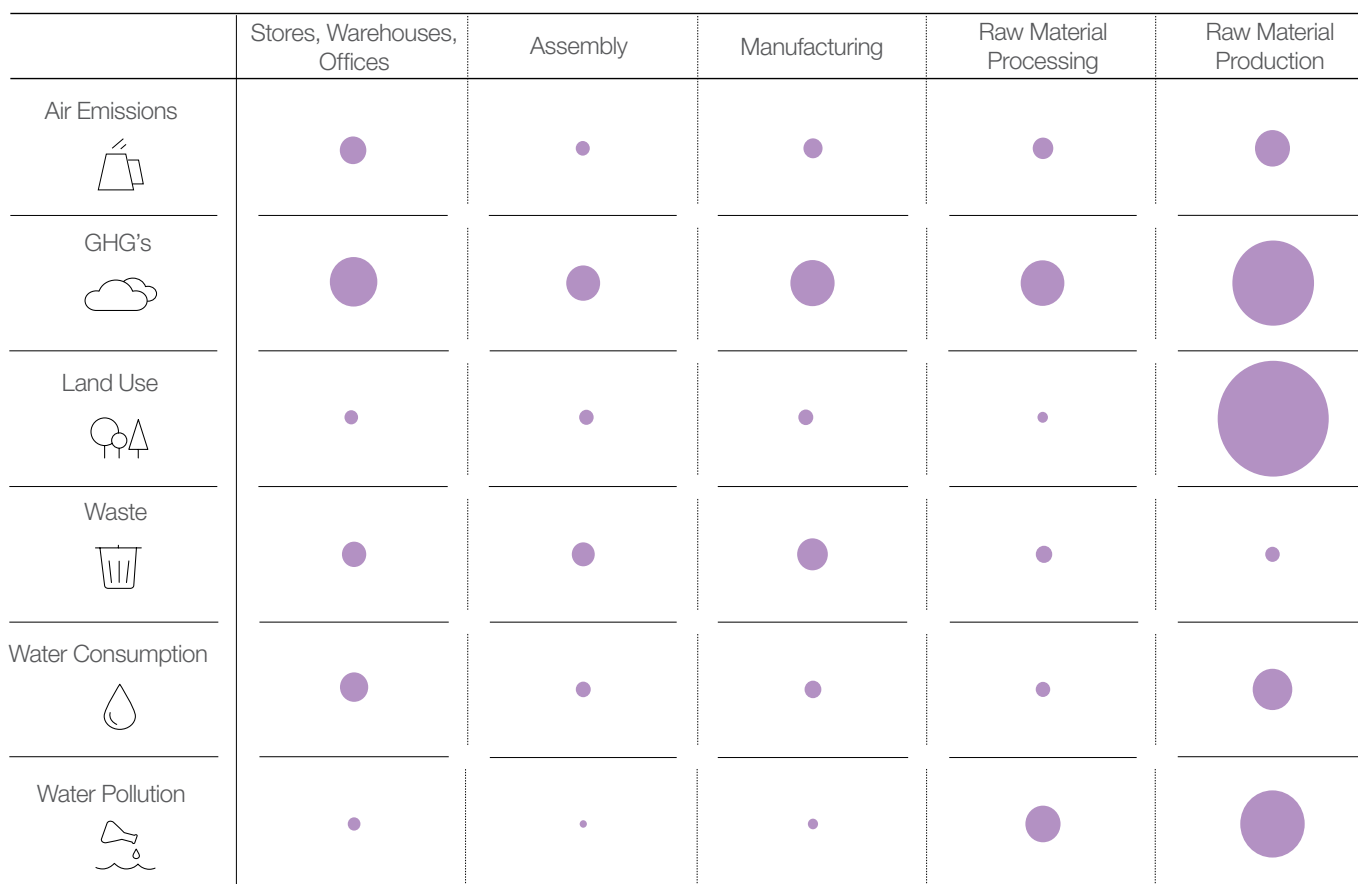 Stores, Warehouses,
Offices
Assembly
Manufacturing
Raw Material
Processing
Raw Material
Production
Air Emissions
GHG's
Land Use
Waste
Water Consumption
Water Pollution